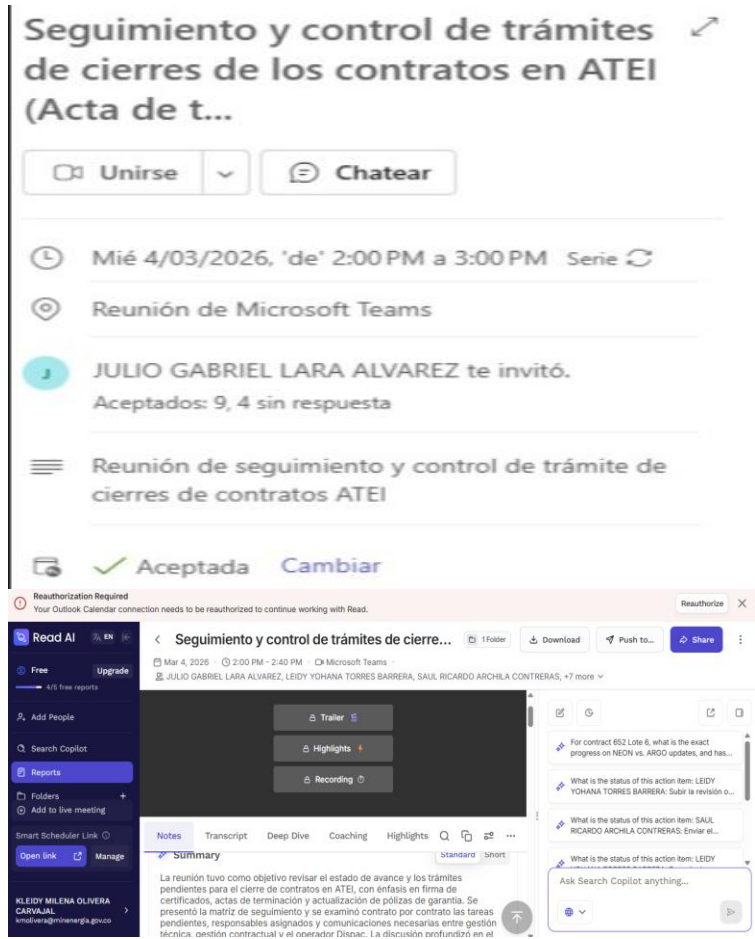 Seguimiento y control de trámites
de cierres de los contratos en ATEI
(Acta de t...
Unirse
Chatear
Mié 4/03/2026, 'de' 2:00 PM a 3:00 PM Serie
Reunión de Microsoft Teams
J
JULIO GABRIEL LARA ALVAREZ te invitó.
Aceptados: 9, 4 sin respuesta
Reunión de seguimiento y control de trámite de
cierres de contratos ATEI
Aceptada Cambiar
Reauthorization Required
Your Outlook Calendar connection needs to be reauthorized to continue working with Read.
Reauthorize
Read AI
EN
Free
Upgrade
4/5 free reports
Add People
Search Copilot
Reports
Folders
Add to live meeting
Smart Scheduler Link
Open link
Manage
KLEIDY MILENA OLIVERA
CARVAJAL
kmolivera@minenergia.gov.co
Seguimiento y control de trámites de cierre...
1 Folder
Download
Push to...
Share
Mar 4, 2026
2:00 PM - 2:40 PM
Microsoft Teams
JULIO GABRIEL LARA ALVAREZ, LEIDY YOHANA TORRES BARRERA, SAUL RICARDO ARCHILA CONTRERAS, +7 more
Trailer
Highlights
Recording
Notes Transcript Deep Dive Coaching Highlights
Summary
Standard Short
La reunión tuvo como objetivo revisar el estado de avance y los trámites
pendientes para el cierre de contratos en ATEI, con énfasis en firma de
certificados, actas de terminación y actualización de pólizas de garantía. Se
presentó la matriz de seguimiento y se examinó contrato por contrato las tareas
pendientes, responsables asignados y comunicaciones necesarias entre gestión
técnica, gestión contractual y el operador Dispac. La discusión profundizó en el
For contract 652 Lote 6, what is the exact
progress on NEON vs. ARGO updates, and has...
What is the status of this action item: LEIDY
YOHANA TORRES BARRERA: Subir la revisión o...
What is the status of this action item: SAUL
RICARDO ARCHILA CONTRERAS: Enviar el...
What is the status of this action item: LEIDY
Ask Search Copilot anything...